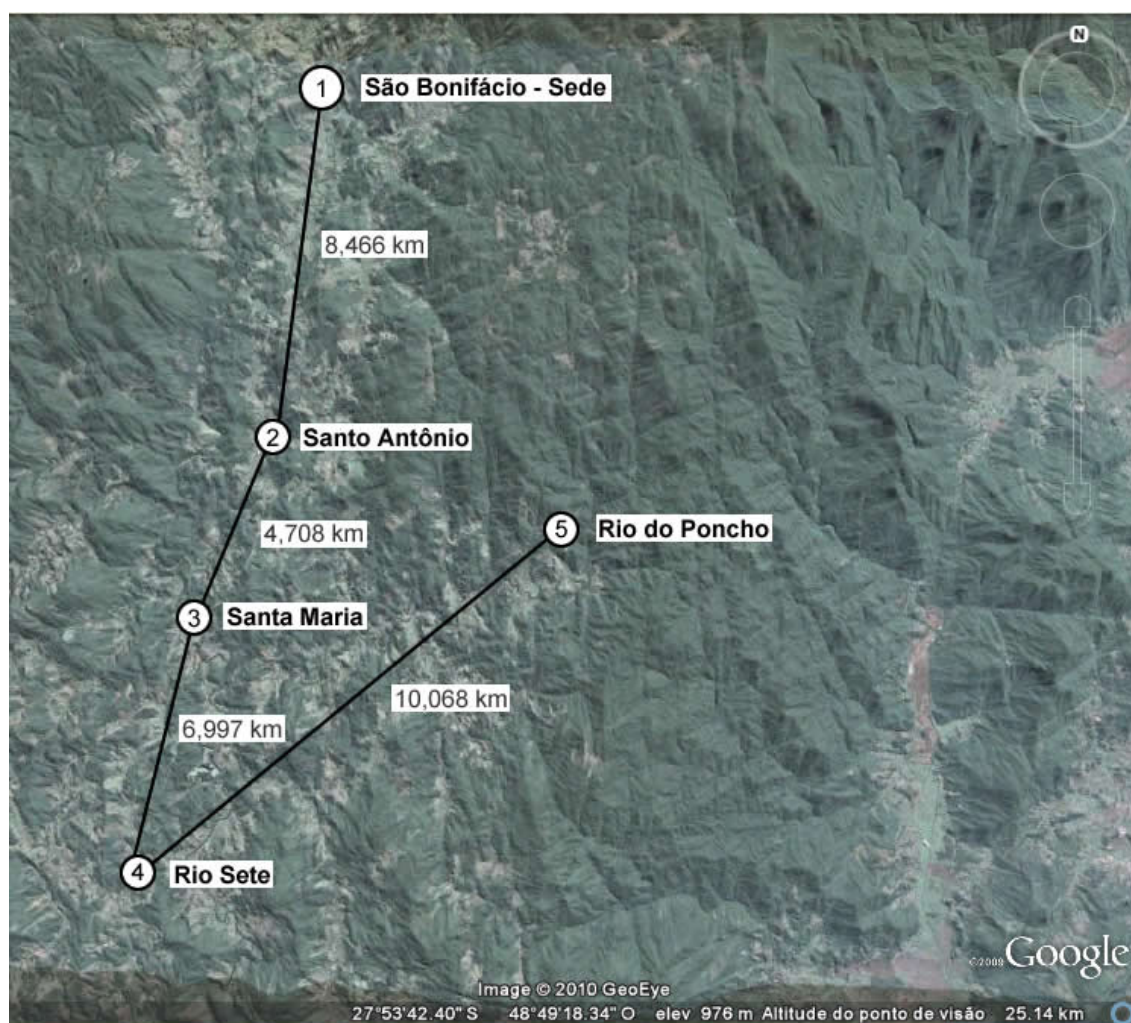 N
1 São Bonifácio - Sede
8,466 km
2 Santo Antônio
4,708 km
5 Rio do Poncho
3 Santa Maria
10,068 km
6,997 km
4 Rio Sete
©2009 Google
Image © 2010 GeoEye
27°53'42.40" S 48°49'18.34" O elev 976 m Altitude do ponto de visão 25.14 km